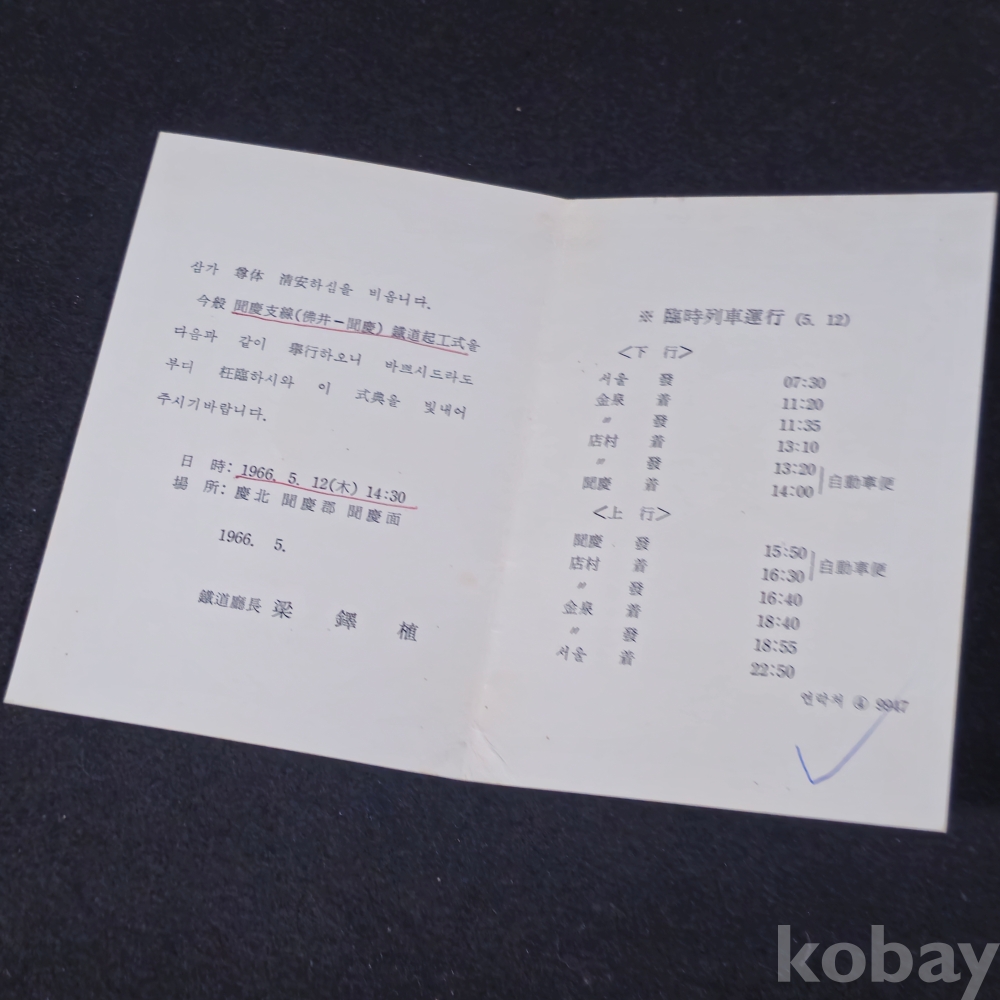 삼가 尊体 淸安하심을 비옵니다.
今般 聞慶支線(佛井-聞慶) 鐵道起工式을
다음과 같이 擧行하오니 바쁘시드라도
부디 枉臨하시와 이 式典을 빛내어
주시기바랍니다.
日 時: 1966. 5. 12(木) 14:30
場 所: 慶北 聞慶郡 聞慶面
1966. 5.
鐵道廳長 梁 鐸 植
※ 臨時列車運行 (5. 12)
<下 行>
서울 發 07:30
金泉 着 11:20
〃 發 11:35
店村 着 13:10
〃 發 13:20
聞慶 着 14:00 自動車便
<上 行>
聞慶 發 15:50
店村 着 16:30 自動車便
〃 發 16:40
金泉 着 18:40
〃 發 18:55
서울 着 22:50
연락처 ④ 9947
kobay